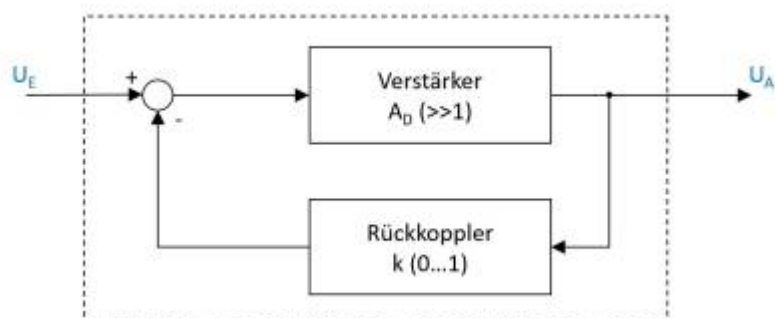 U_E
+
Verstärker
U_A
A_D (>>1)
-
Rückkoppler
k (0...1)